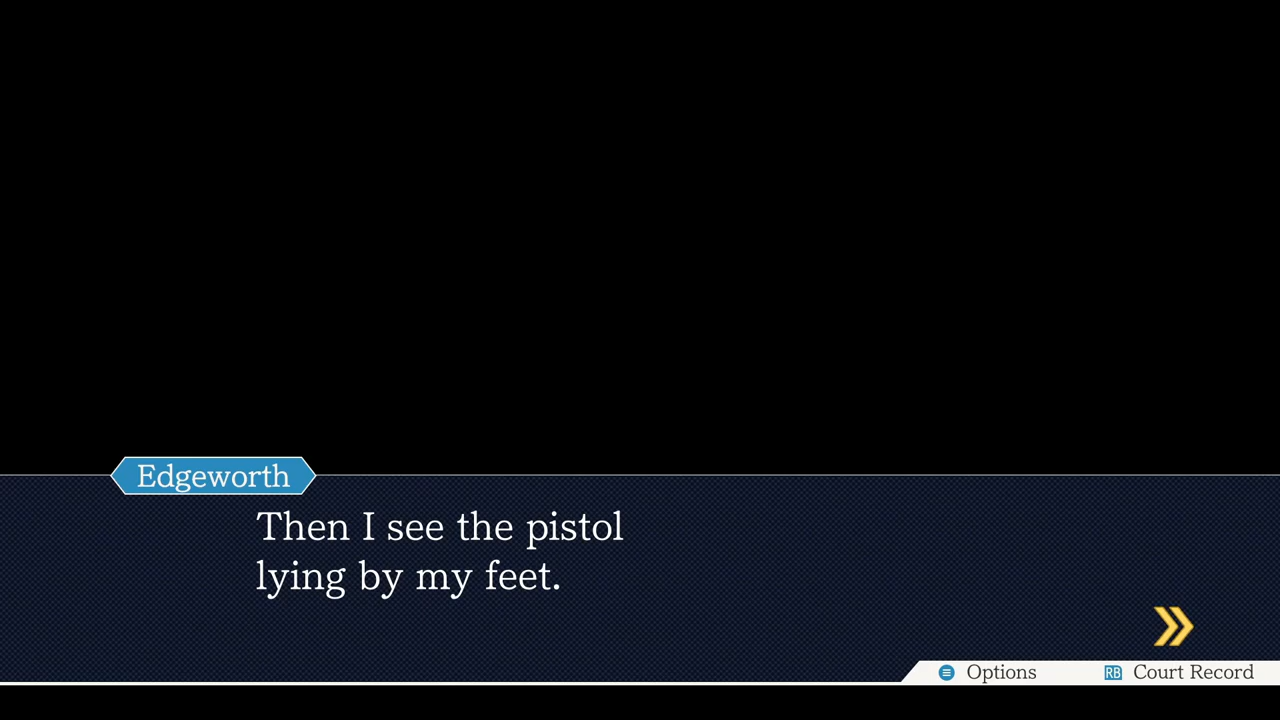 Edgeworth
Then I see the pistol
lying by my feet.
Options
RB Court Record